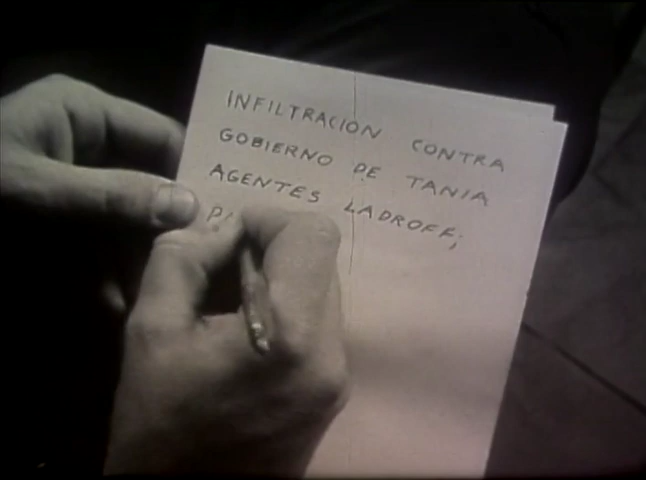 INFILTRACION CONTRA
GOBIERNO DE TANIA
AGENTES LADROFF;